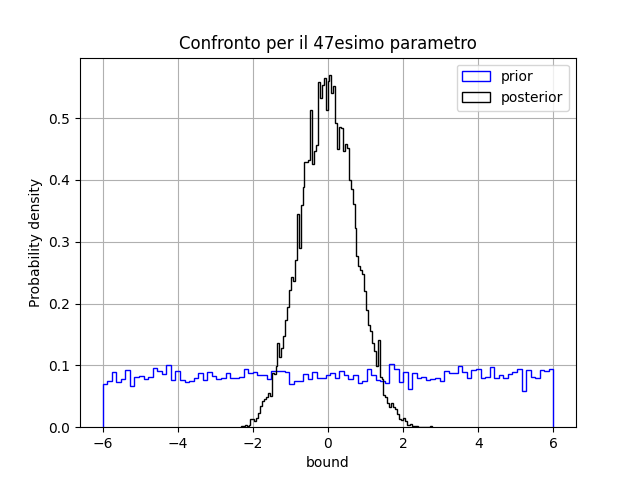 Confronto per il 47esimo parametro
prior
posterior
Probability density
0.5
0.4
0.3
0.2
0.1
0.0
−6
−4
−2
0
2
4
6
bound